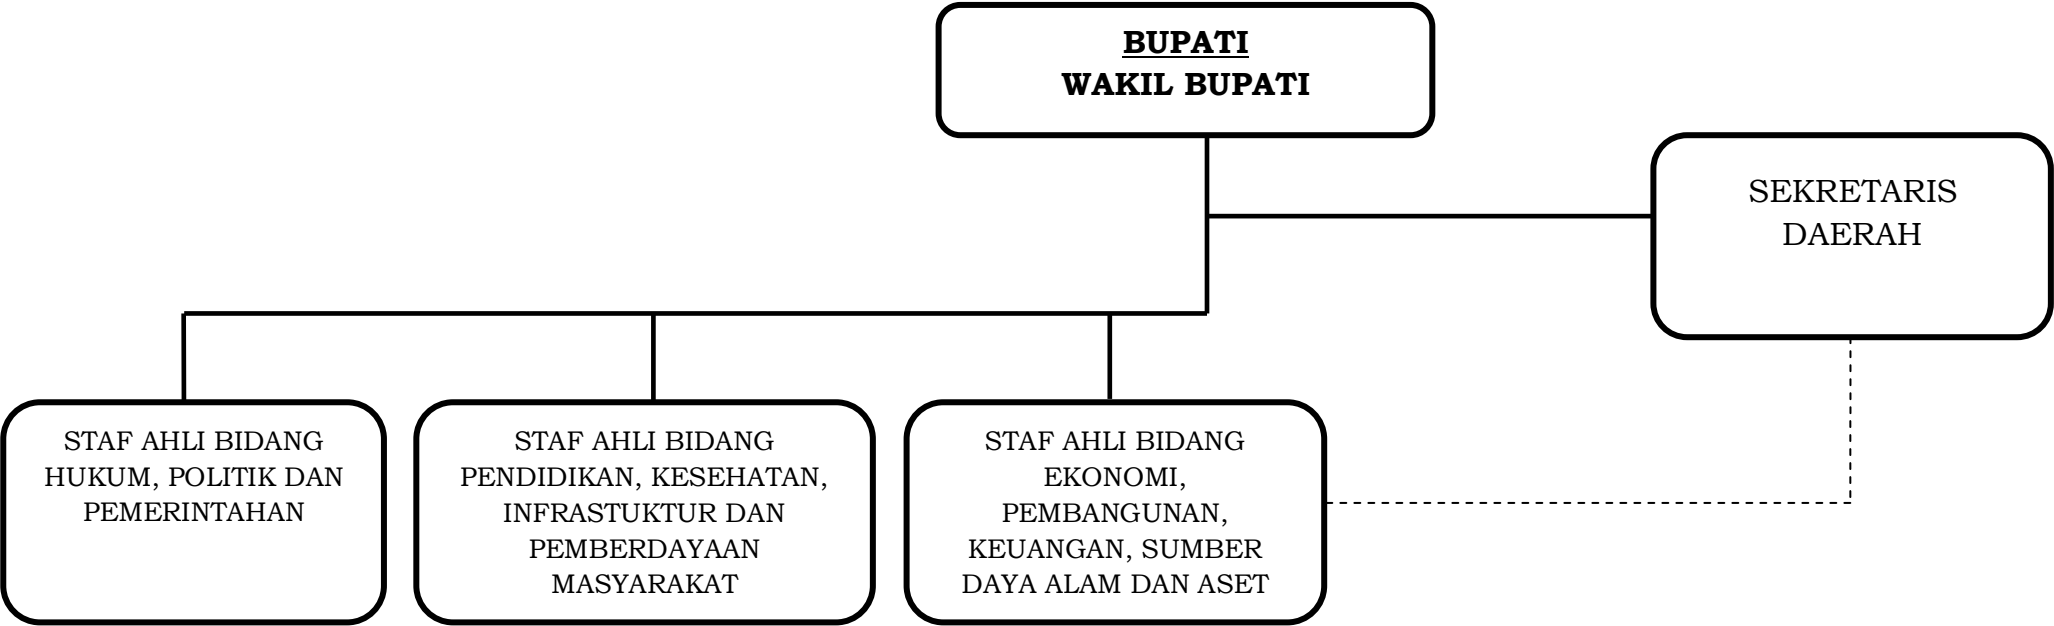 BUPATI
WAKIL BUPATI
SEKRETARIS
DAERAH
STAF AHLI BIDANG
HUKUM, POLITIK DAN
PEMERINTAHAN
STAF AHLI BIDANG
PENDIDIKAN, KESEHATAN,
INFRASTUKTUR DAN
PEMBERDAYAAN
MASYARAKAT
STAF AHLI BIDANG
EKONOMI,
PEMBANGUNAN,
KEUANGAN, SUMBER
DAYA ALAM DAN ASET